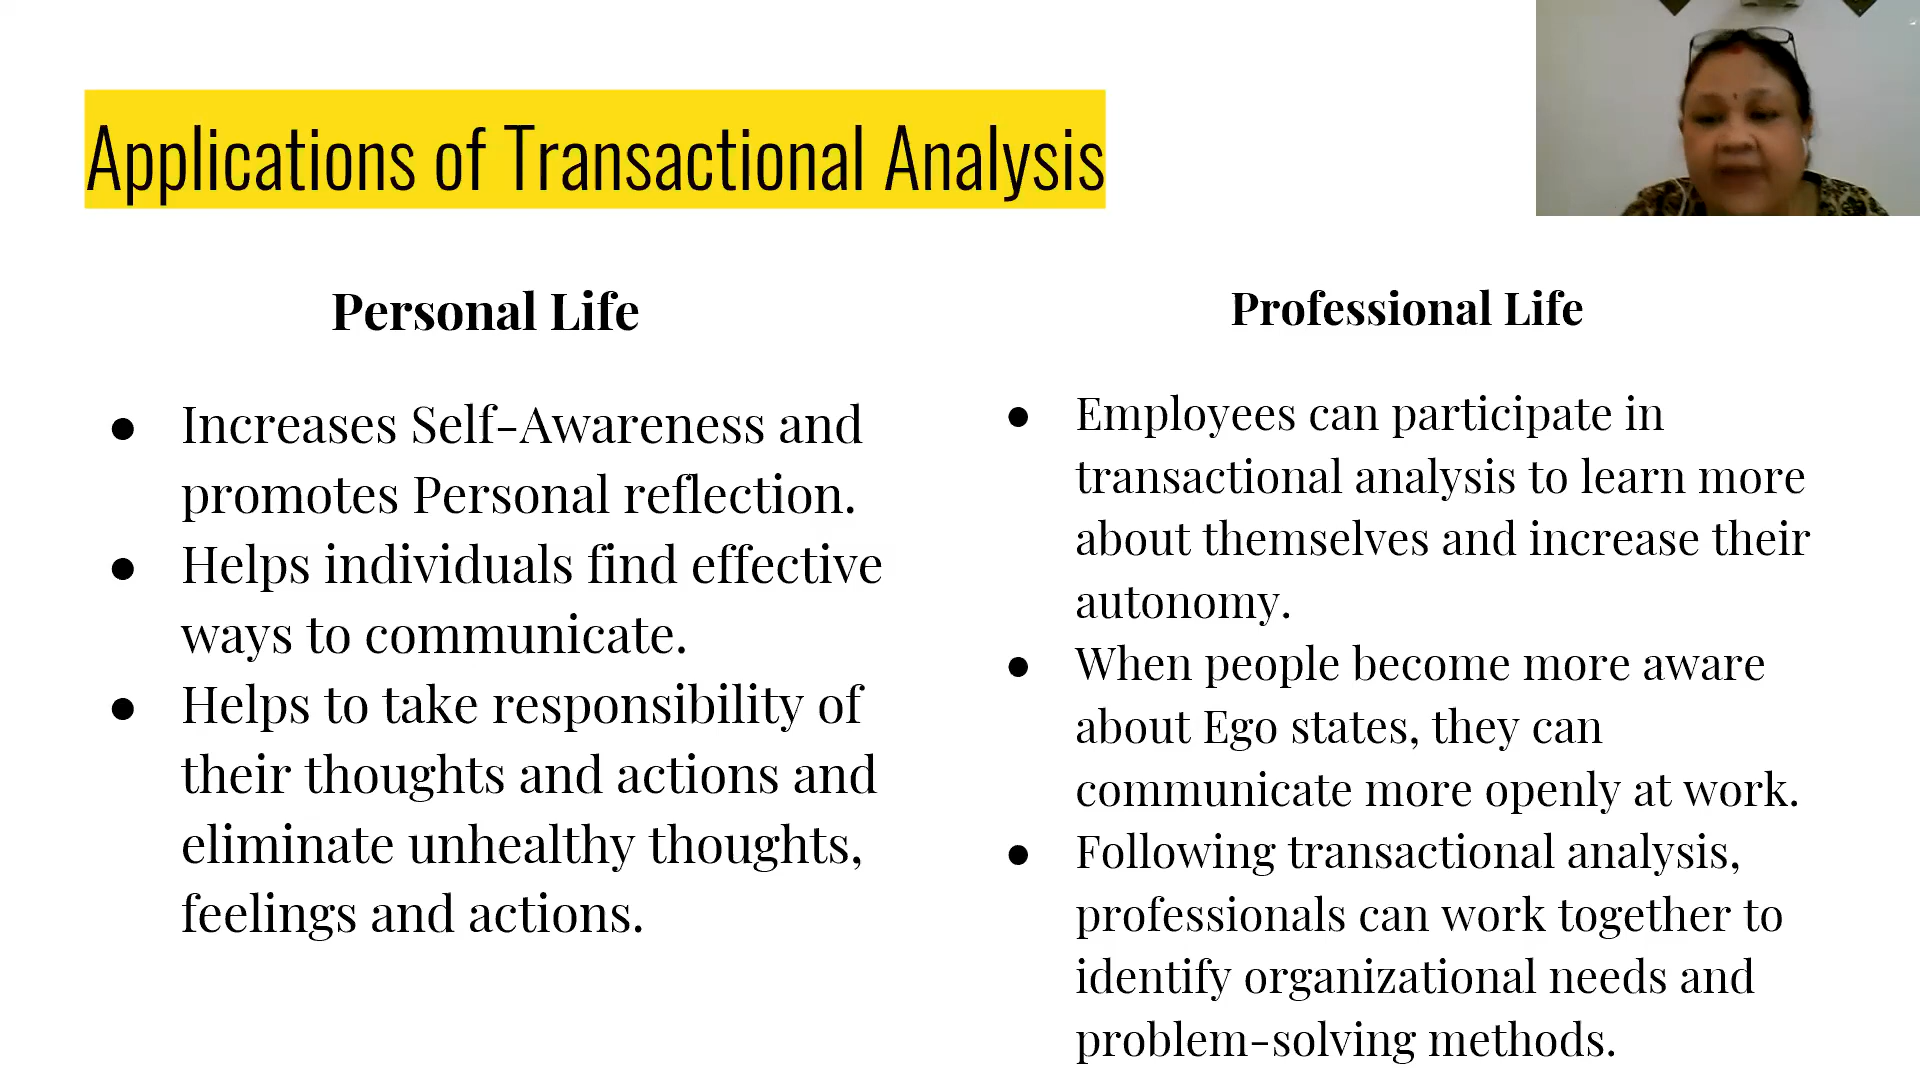 Applications of Transactional Analysis
Personal Life
● Increases Self-Awareness and
promotes Personal reflection.
● Helps individuals find effective
ways to communicate.
● Helps to take responsibility of
their thoughts and actions and
eliminate unhealthy thoughts,
feelings and actions.
Professional Life
● Employees can participate in
transactional analysis to learn more
about themselves and increase their
autonomy.
● When people become more aware
about Ego states, they can
communicate more openly at work.
● Following transactional analysis,
professionals can work together to
identify organizational needs and
problem-solving methods.